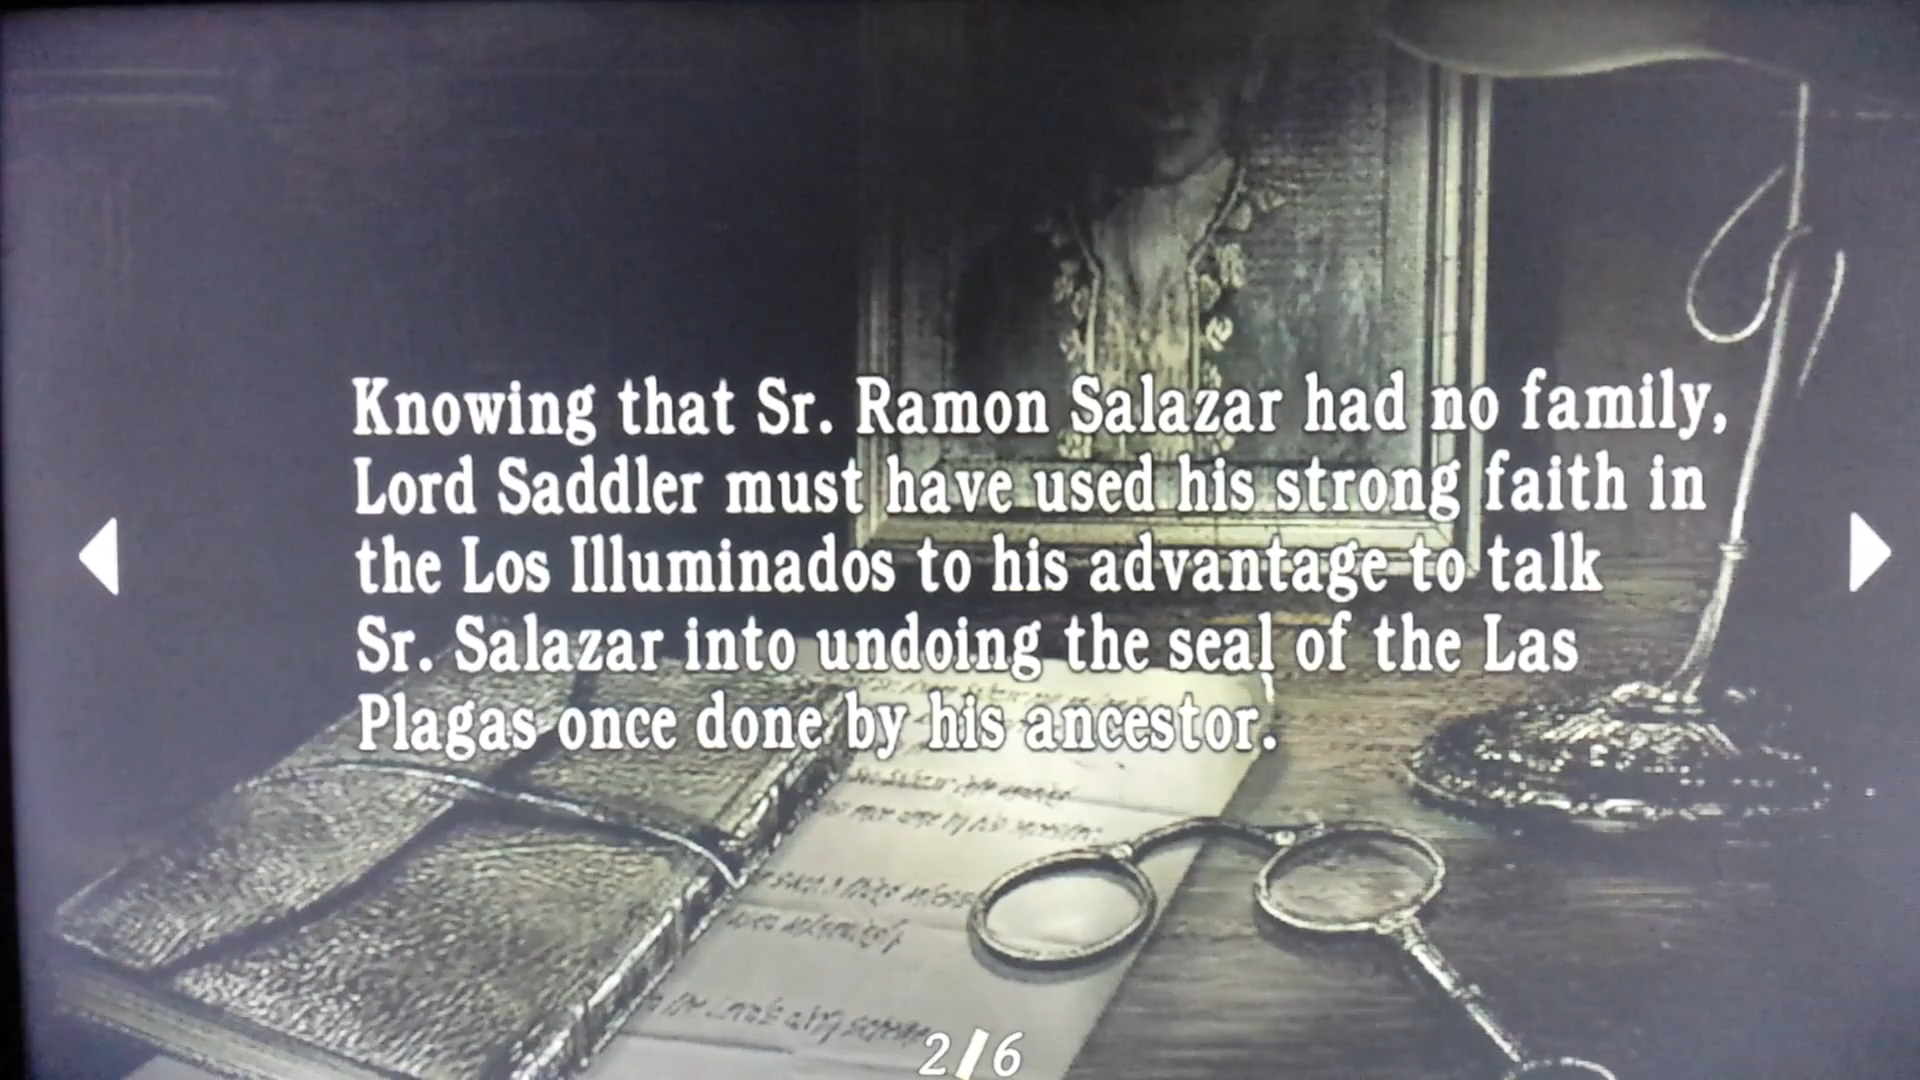 Knowing that Sr. Ramon Salazar had no family,
Lord Saddler must have used his strong faith in
the Los Illuminados to his advantage to talk
Sr. Salazar into undoing the seal of the Las
Plagas once done by his ancestor.
2/6